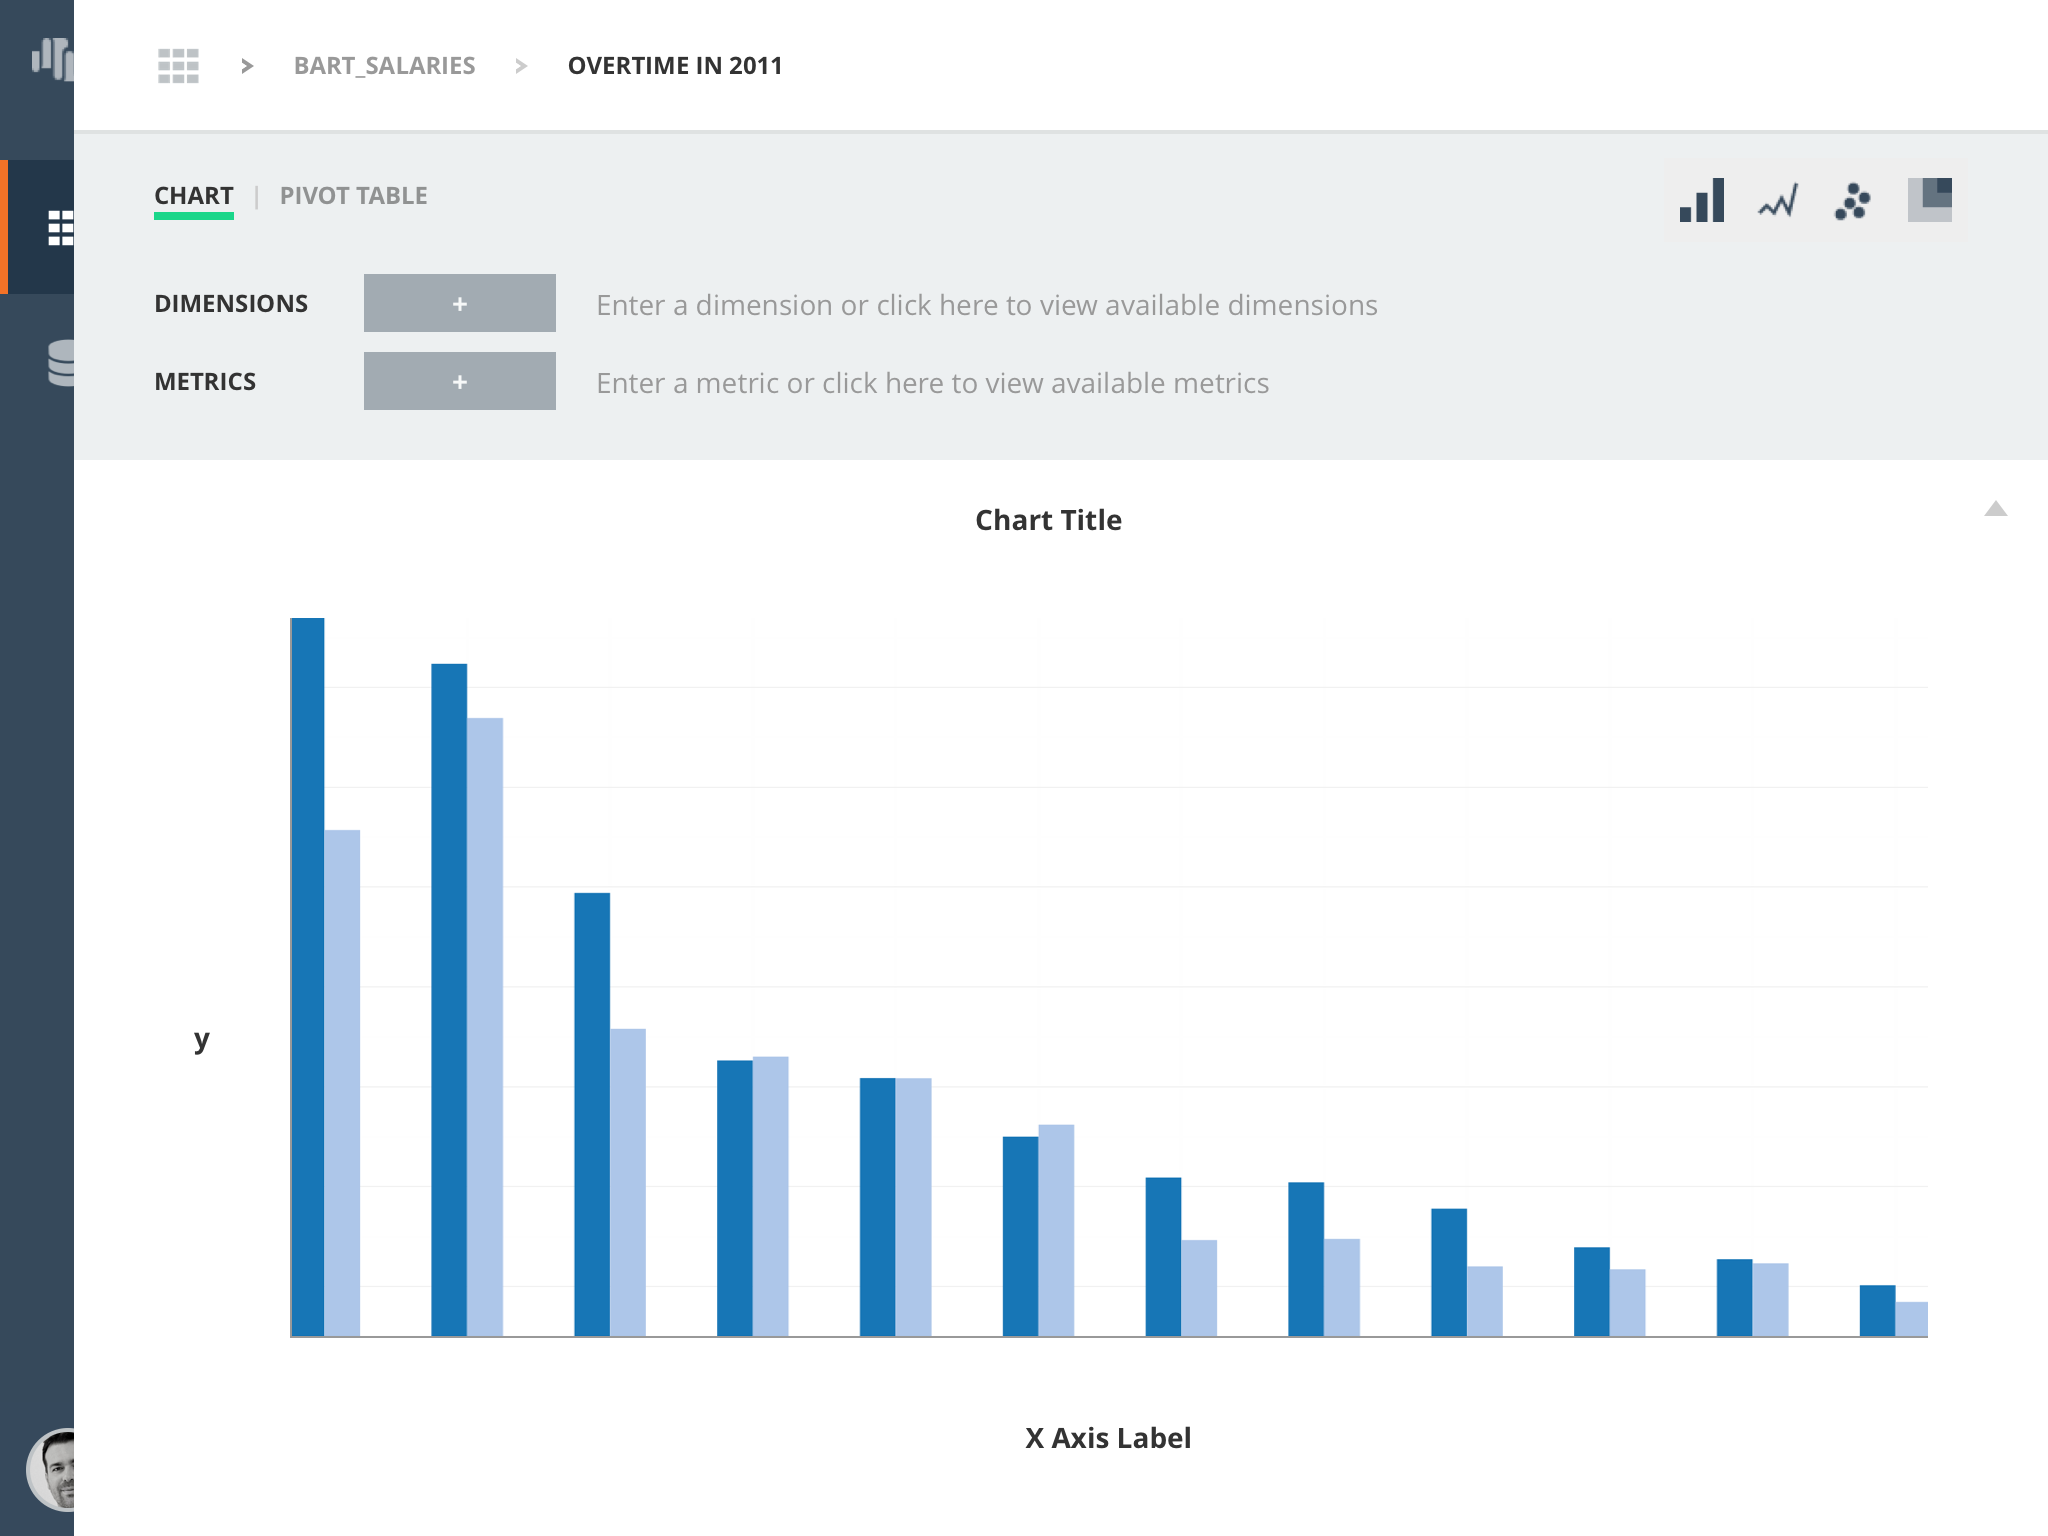 > BART_SALARIES > OVERTIME IN 2011
CHART | PIVOT TABLE
DIMENSIONS + Enter a dimension or click here to view available dimensions
METRICS + Enter a metric or click here to view available metrics
Chart Title
y
X Axis Label